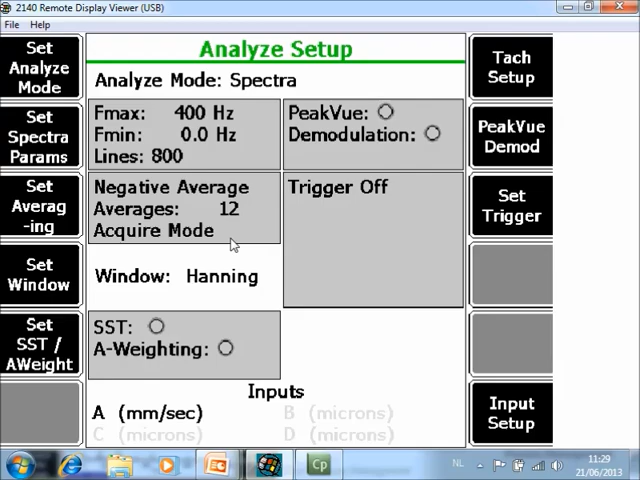 2140 Remote Display Viewer (USB)
File Help
Analyze Setup
Set
Analyze
Mode
Set
Spectra
Params
Set
Averag
-ing
Set
Window
Set
SST /
AWeight
Analyze Mode: Spectra
Fmax: 400 Hz
Fmin: 0.0 Hz
Lines: 800
PeakVue:
Demodulation:
Negative Average
Averages: 12
Acquire Mode
Trigger Off
Window: Hanning
SST:
A-Weighting:
Inputs
A (mm/sec) B (microns)
C (microns) D (microns)
Tach
Setup
PeakVue
Demod
Set
Trigger
Input
Setup
Cp
NL
11:29
21/06/2013